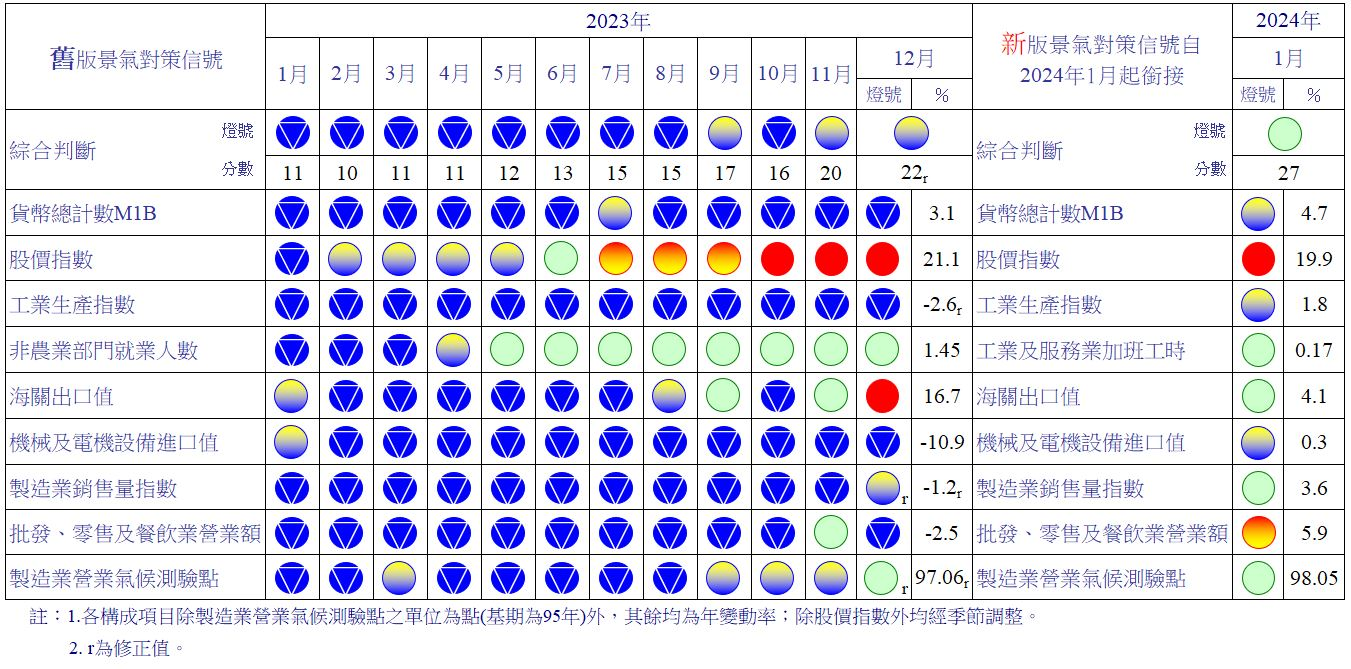 舊版景氣對策信號
2023年
1月 2月 3月 4月 5月 6月 7月 8月 9月 10月 11月 12月
燈號 %
新版景氣對策信號自
2024年1月起銜接
2024年
1月
燈號 %
綜合判斷 燈號 綜合判斷 燈號
分數 11 10 11 11 12 13 15 15 17 16 20 22r 分數 27
貨幣總計數M1B 3.1 貨幣總計數M1B 4.7
股價指數 21.1 股價指數 19.9
工業生產指數 -2.6r 工業生產指數 1.8
非農業部門就業人數 1.45 工業及服務業加班工時 0.17
海關出口值 16.7 海關出口值 4.1
機械及電機設備進口值 -10.9 機械及電機設備進口值 0.3
製造業銷售量指數 r -1.2r 製造業銷售量指數 3.6
批發、零售及餐飲業營業額 -2.5 批發、零售及餐飲業營業額 5.9
製造業營業氣候測驗點 r 97.06r 製造業營業氣候測驗點 98.05
註：1.各構成項目除製造業營業氣候測驗點之單位為點(基期為95年)外，其餘均為年變動率；除股價指數外均經季節調整。
2. r為修正值。